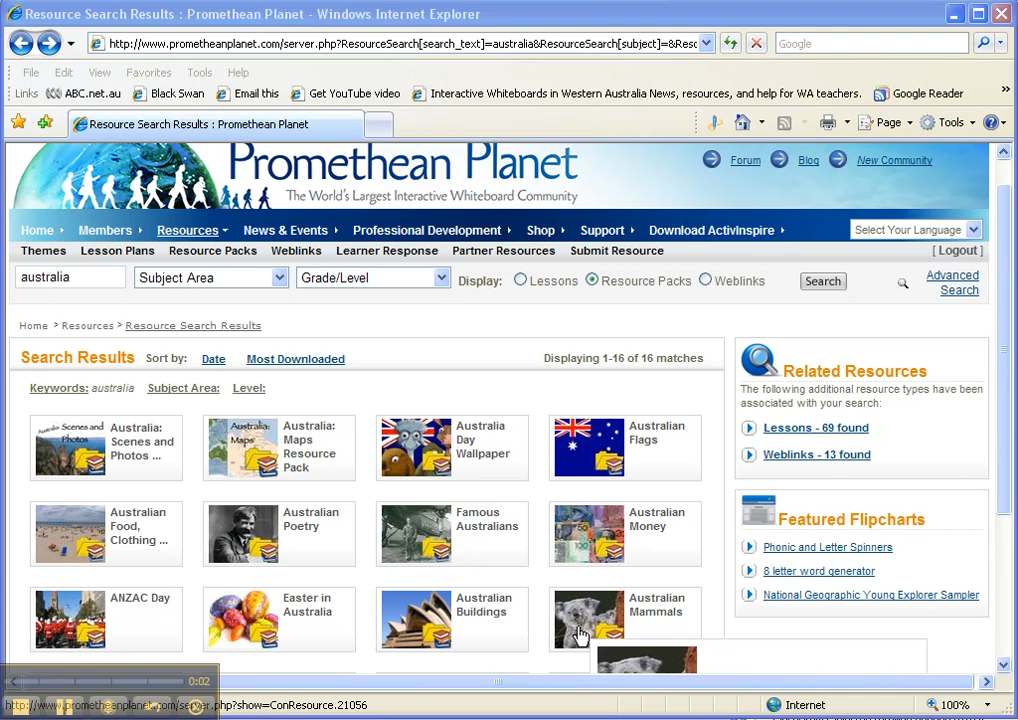 Resource Search Results : Promethean Planet - Windows Internet Explorer
http://www.prometheanplanet.com/server.php?ResourceSearch[search_text]=australia&ResourceSearch[subject]=&Resc
Google
File Edit View Favorites Tools Help
Links ABC.net.au Black Swan Email this Get YouTube video Interactive Whiteboards in Western Australia News, resources, and help for WA teachers. Google Reader »
Resource Search Results : Promethean Planet
Page Tools
Promethean Planet
The World's Largest Interactive Whiteboard Community
Forum Blog New Community
Home Members Resources News & Events Professional Development Shop Support Download ActivInspire Select Your Language
Themes Lesson Plans Resource Packs Weblinks Learner Response Partner Resources Submit Resource [ Logout ]
australia Subject Area Grade/Level Display: Lessons Resource Packs Weblinks Search Advanced
Search
Home > Resources > Resource Search Results
Search Results Sort by: Date Most Downloaded Displaying 1-16 of 16 matches
Keywords: australia Subject Area: Level:
Australia Scenes and
Photos
Australia:
Scenes and
Photos ...
Australia:
Maps
Australia:
Maps
Resource
Pack
Australia
Day
Wallpaper
Australian
Flags
Australian
Food,
Clothing ...
Australian
Poetry
Famous
Australians
Australian
Money
ANZAC Day
Easter in
Australia
Australian
Buildings
Australian
Mammals
Related Resources
The following additional resource types have been
associated with your search:
Lessons - 69 found
Weblinks - 13 found
Featured Flipcharts
Phonic and Letter Spinners
8 letter word generator
National Geographic Young Explorer Sampler
0:02
http://www.prometheanplanet.com/server.php?show=ConResource.21056
Internet
100%